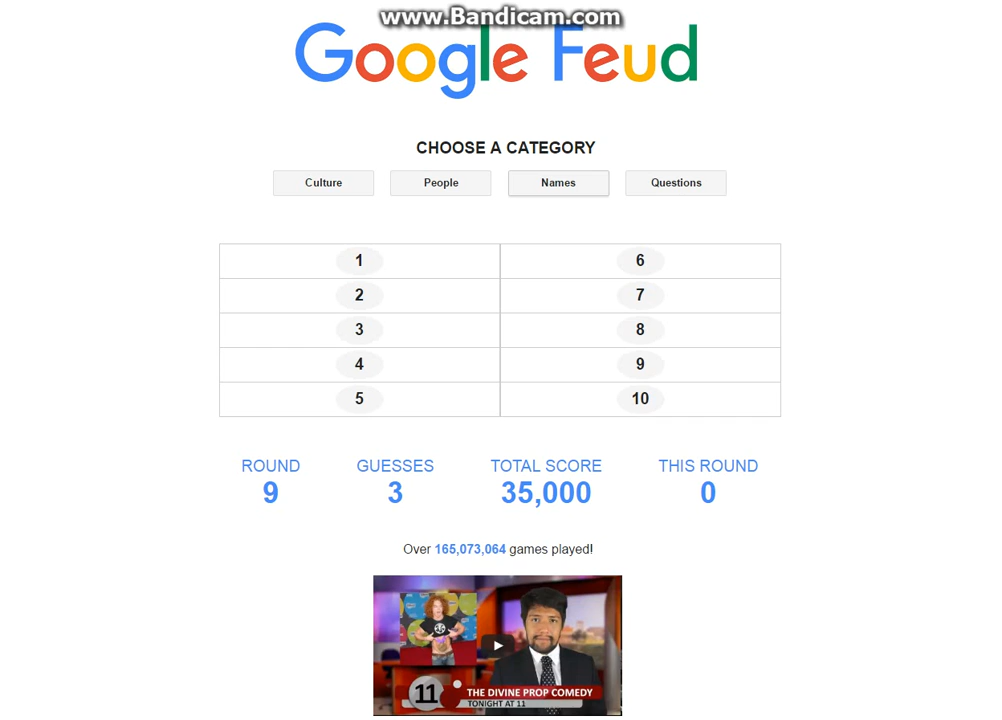 www.Bandicam.com
Google Feud
CHOOSE A CATEGORY
Culture People Names Questions
1 6
2 7
3 8
4 9
5 10
ROUND GUESSES TOTAL SCORE THIS ROUND
9 3 35,000 0
Over 165,073,064 games played!
11 THE DIVINE PROP COMEDY
TONIGHT AT 11